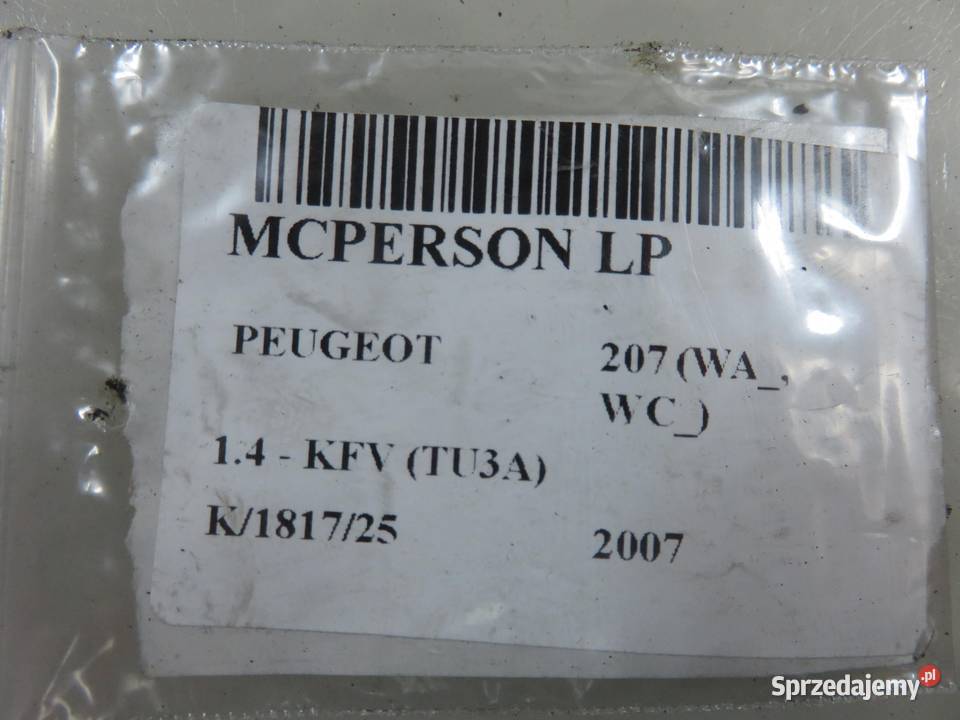 MCPERSON LP
PEUGEOT 207 (WA_, WC_)
1.4 - KFV (TU3A)
K/1817/25 2007
Sprzedajemy.pl